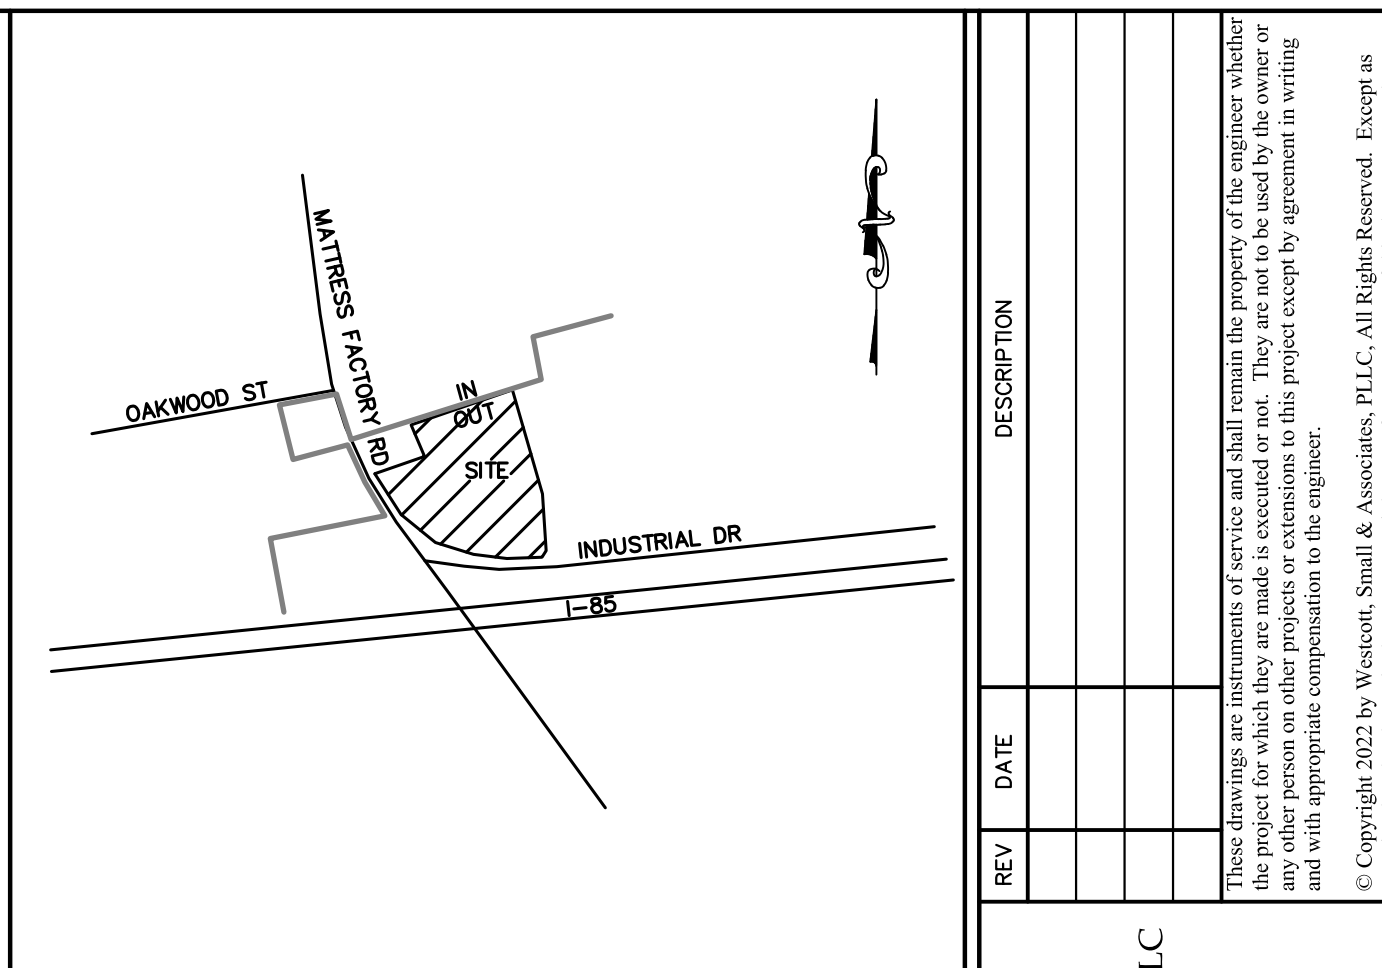 MATTRESS FACTORY RD
OAKWOOD ST
IN
OUT
SITE
INDUSTRIAL DR
I-85
REV
DATE
DESCRIPTION
These drawings are instruments of service and shall remain the property of the engineer whether
the project for which they are made is executed or not. They are not to be used by the owner or
any other person on other projects or extensions to this project except by agreement in writing
and with appropriate compensation to the engineer.
© Copyright 2022 by Westcott, Small & Associates, PLLC, All Rights Reserved. Except as
LC